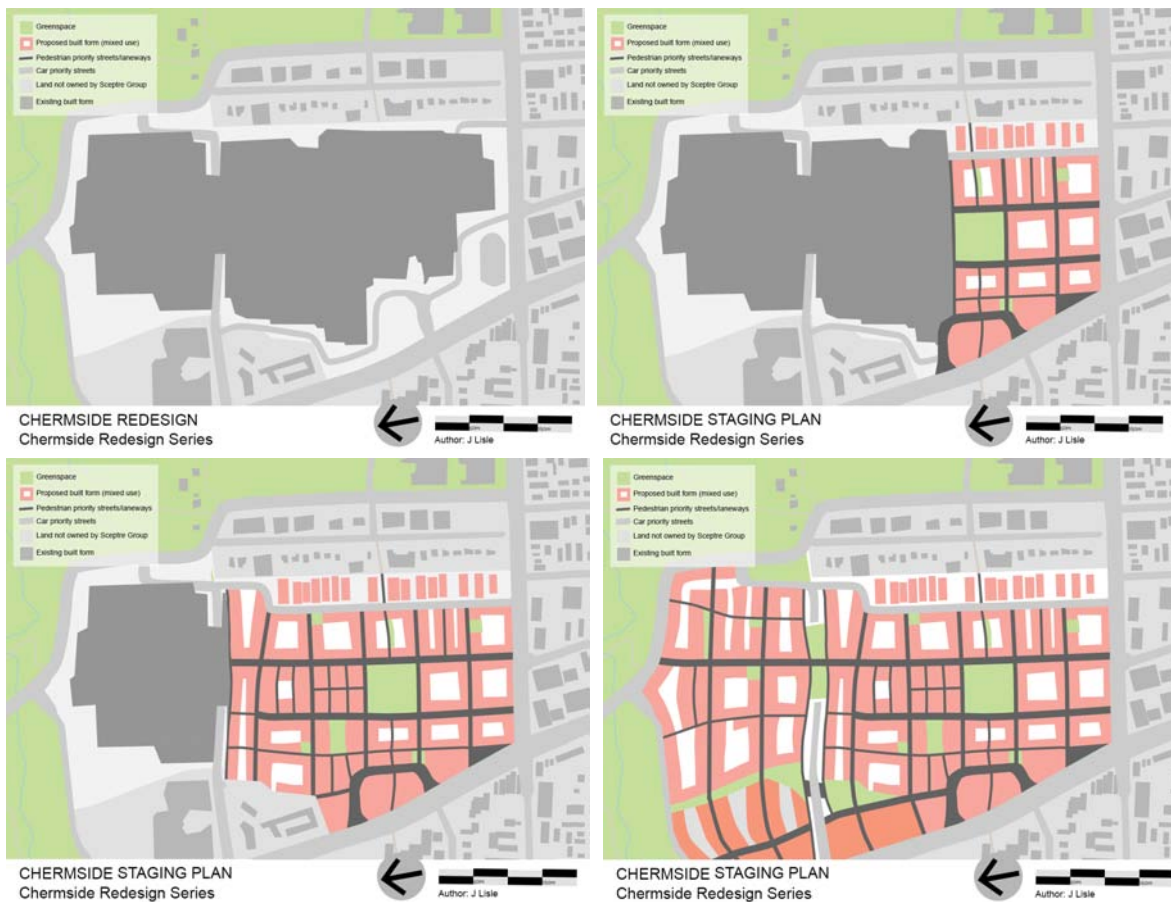 Greenspace
Proposed built form (mixed use)
Pedestrian priority streets/laneways
Car priority streets
Land not owned by Sceptre Group
Existing built form
CHERMSIDE REDESIGN
Chermside Redesign Series
Author: J Lisle
Greenspace
Proposed built form (mixed use)
Pedestrian priority streets/laneways
Car priority streets
Land not owned by Sceptre Group
Existing built form
CHERMSIDE STAGING PLAN
Chermside Redesign Series
Author: J Lisle
Greenspace
Proposed built form (mixed use)
Pedestrian priority streets/laneways
Car priority streets
Land not owned by Sceptre Group
Existing built form
CHERMSIDE STAGING PLAN
Chermside Redesign Series
Author: J Lisle
Greenspace
Proposed built form (mixed use)
Pedestrian priority streets/laneways
Car priority streets
Land not owned by Sceptre Group
Existing built form
CHERMSIDE STAGING PLAN
Chermside Redesign Series
Author: J Lisle